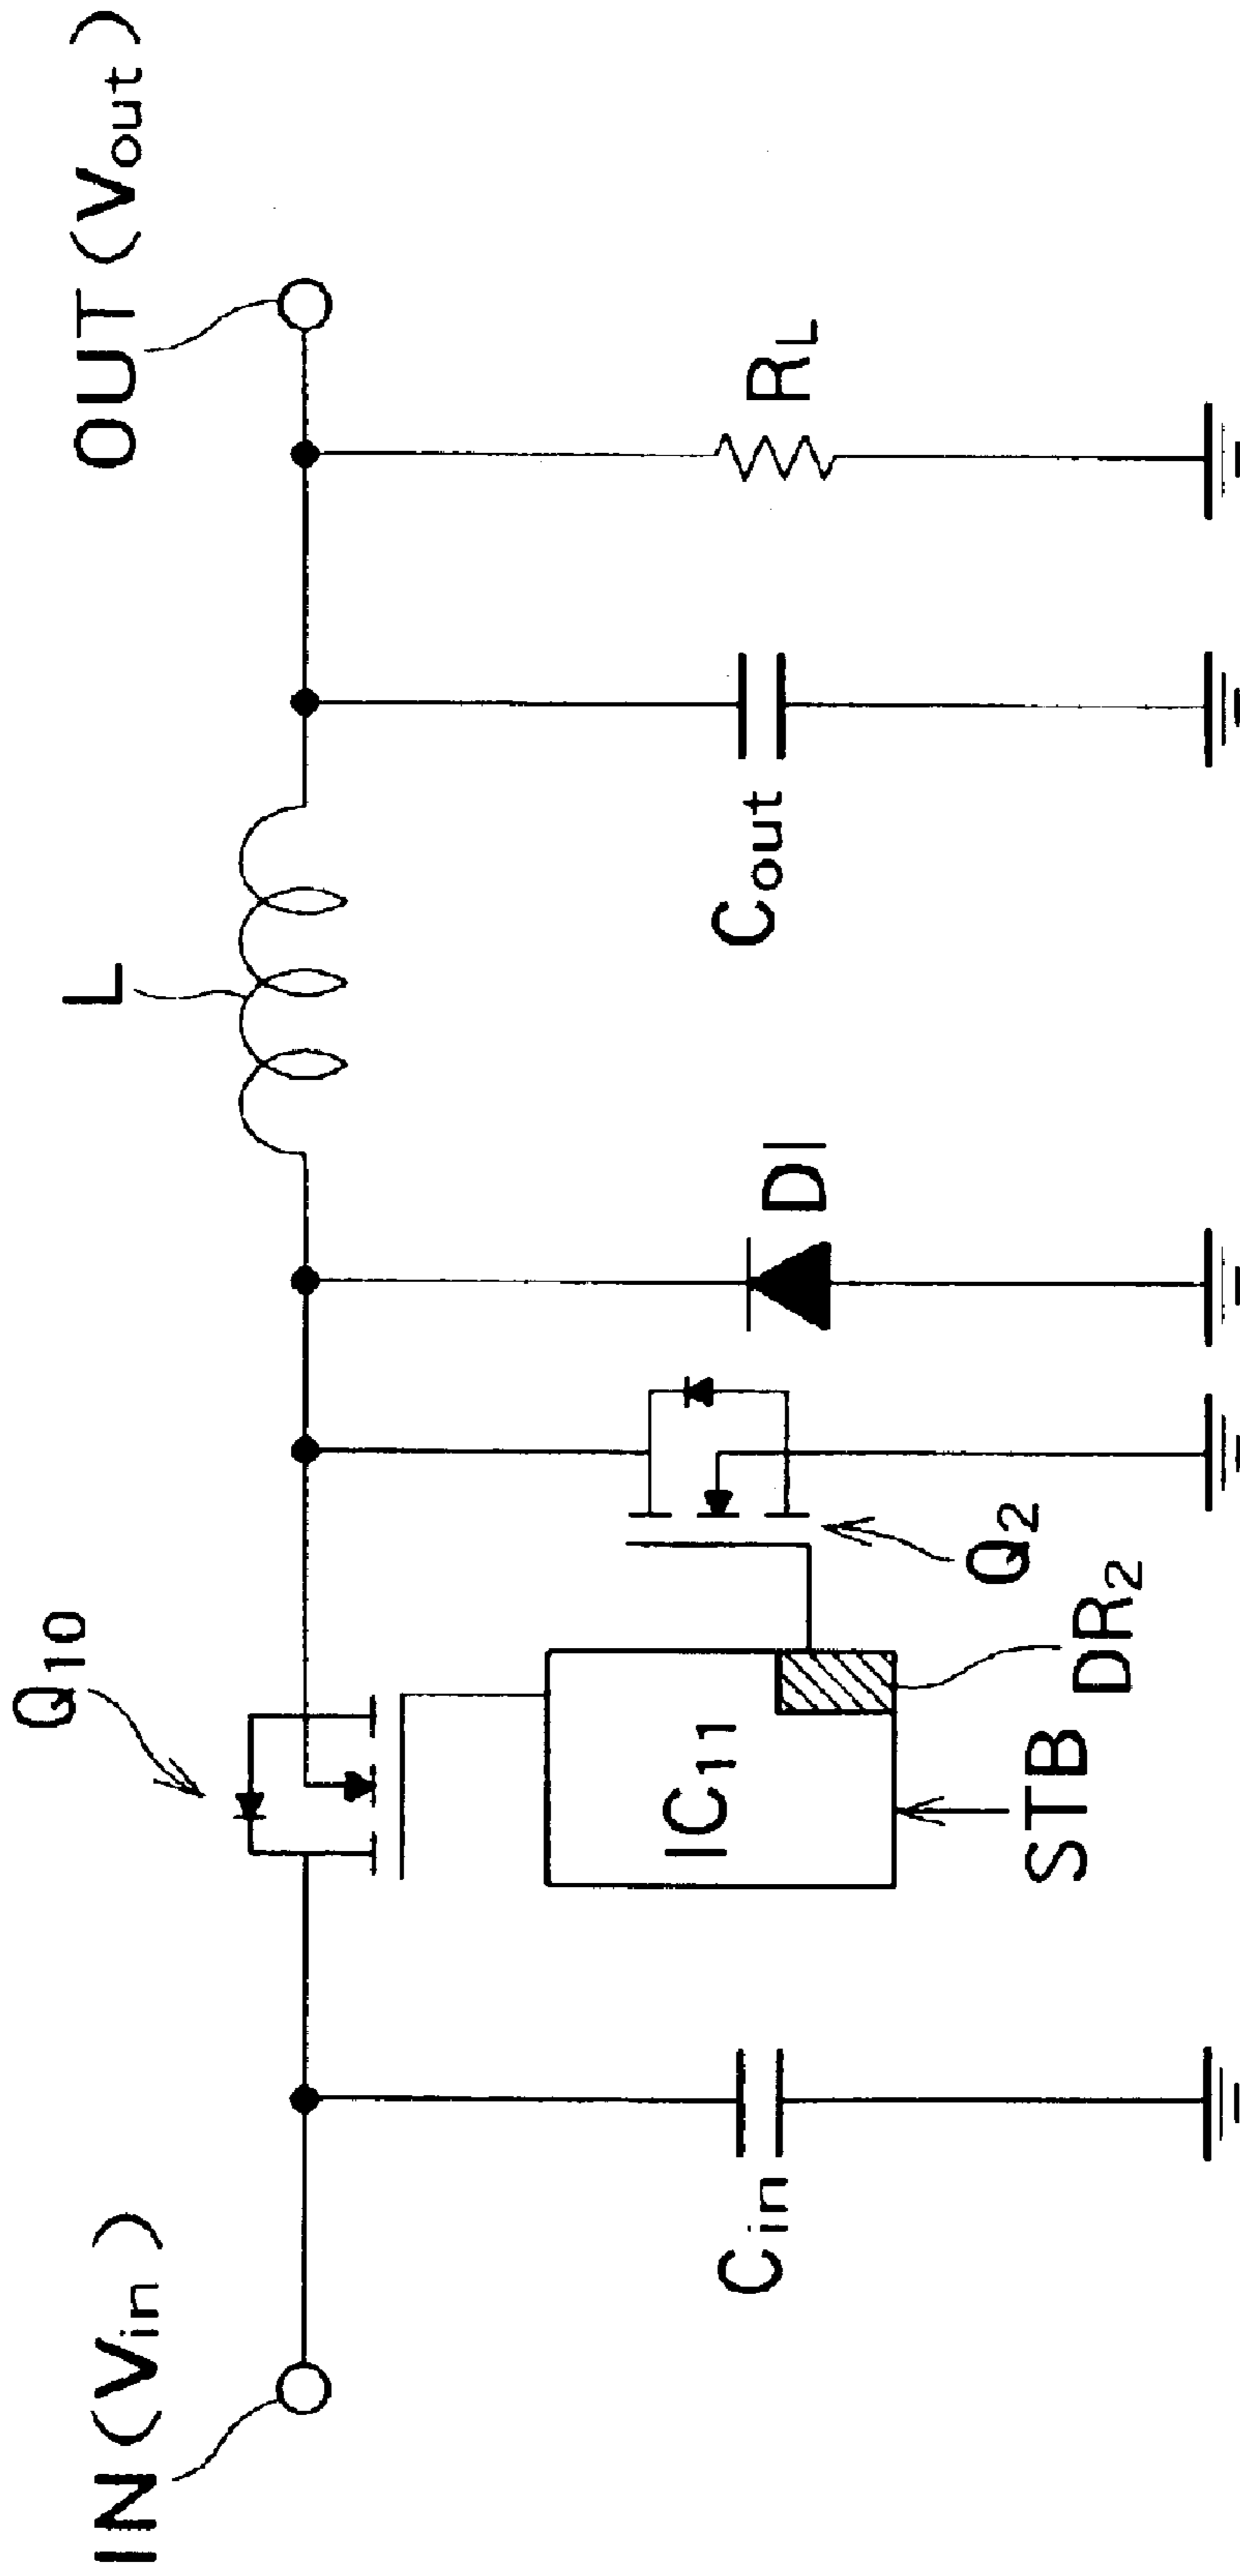 IN(Vin)
Cin
Q10
IC11
STB
DR2
Q2
DI
L
Cout
RL
OUT(Vout)